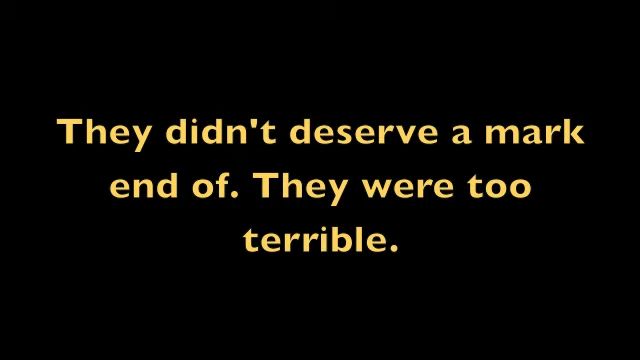 They didn't deserve a mark
end of. They were too
terrible.